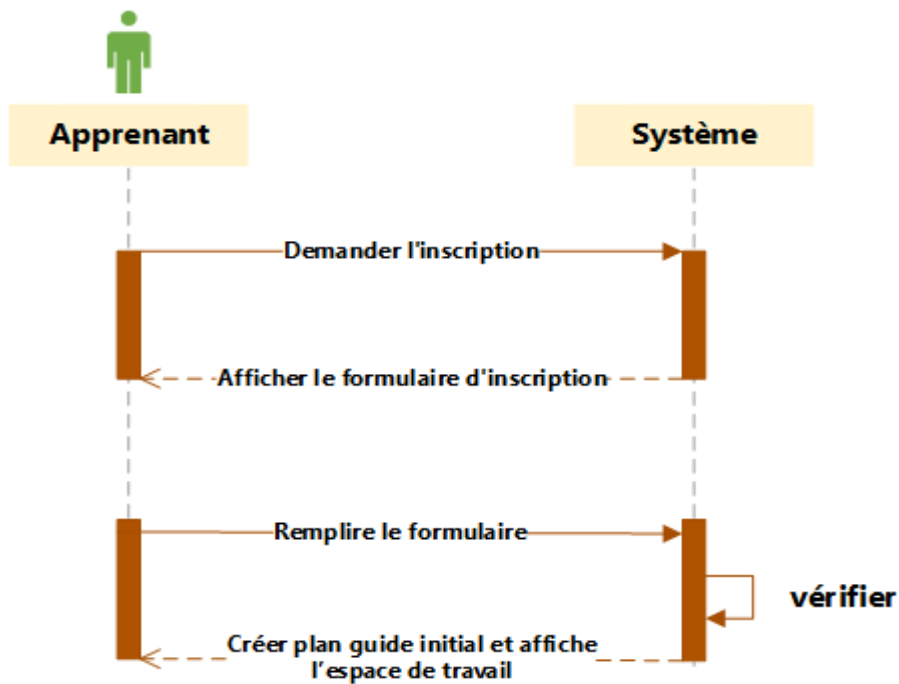 Apprenant
Système
Demander l'inscription
Afficher le formulaire d'inscription
Remplire le formulaire
vérifier
Créer plan guide initial et affiche
l'espace de travail